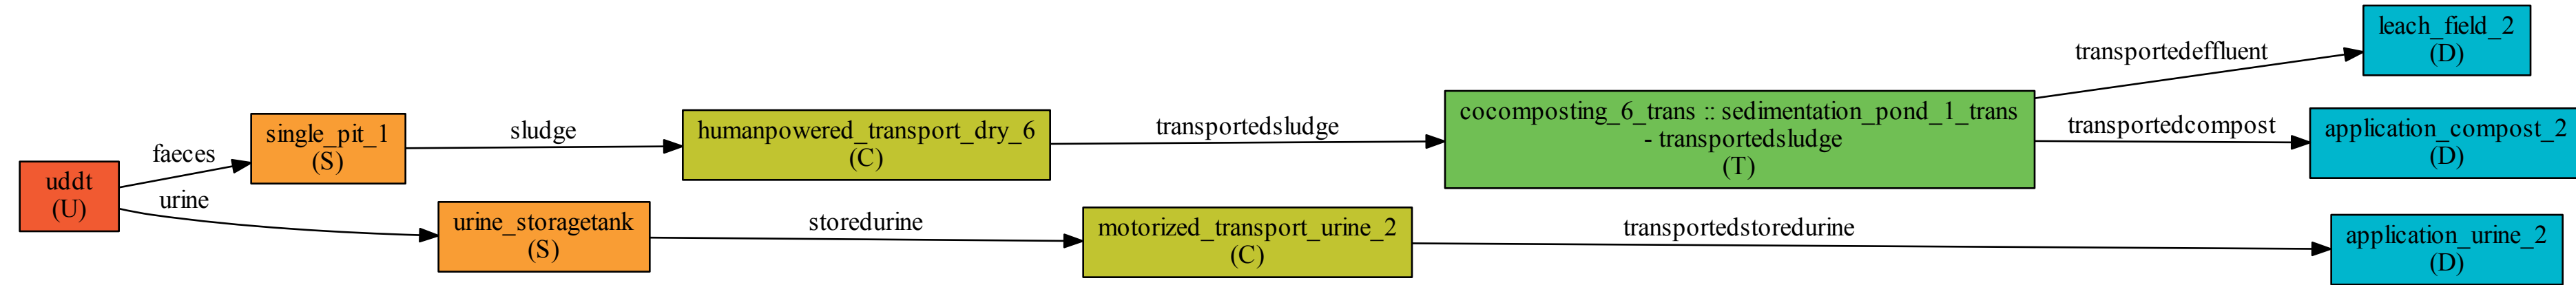 uddt
(U)
faeces
urine
single_pit_1
(S)
sludge
humanpowered_transport_dry_6
(C)
transportedsludge
cocomposting_6_trans :: sedimentation_pond_1_trans
- transportedsludge
(T)
transportedeffluent
leach_field_2
(D)
transportedcompost
application_compost_2
(D)
urine_storagetank
(S)
storedurine
motorized_transport_urine_2
(C)
transportedstoredurine
application_urine_2
(D)